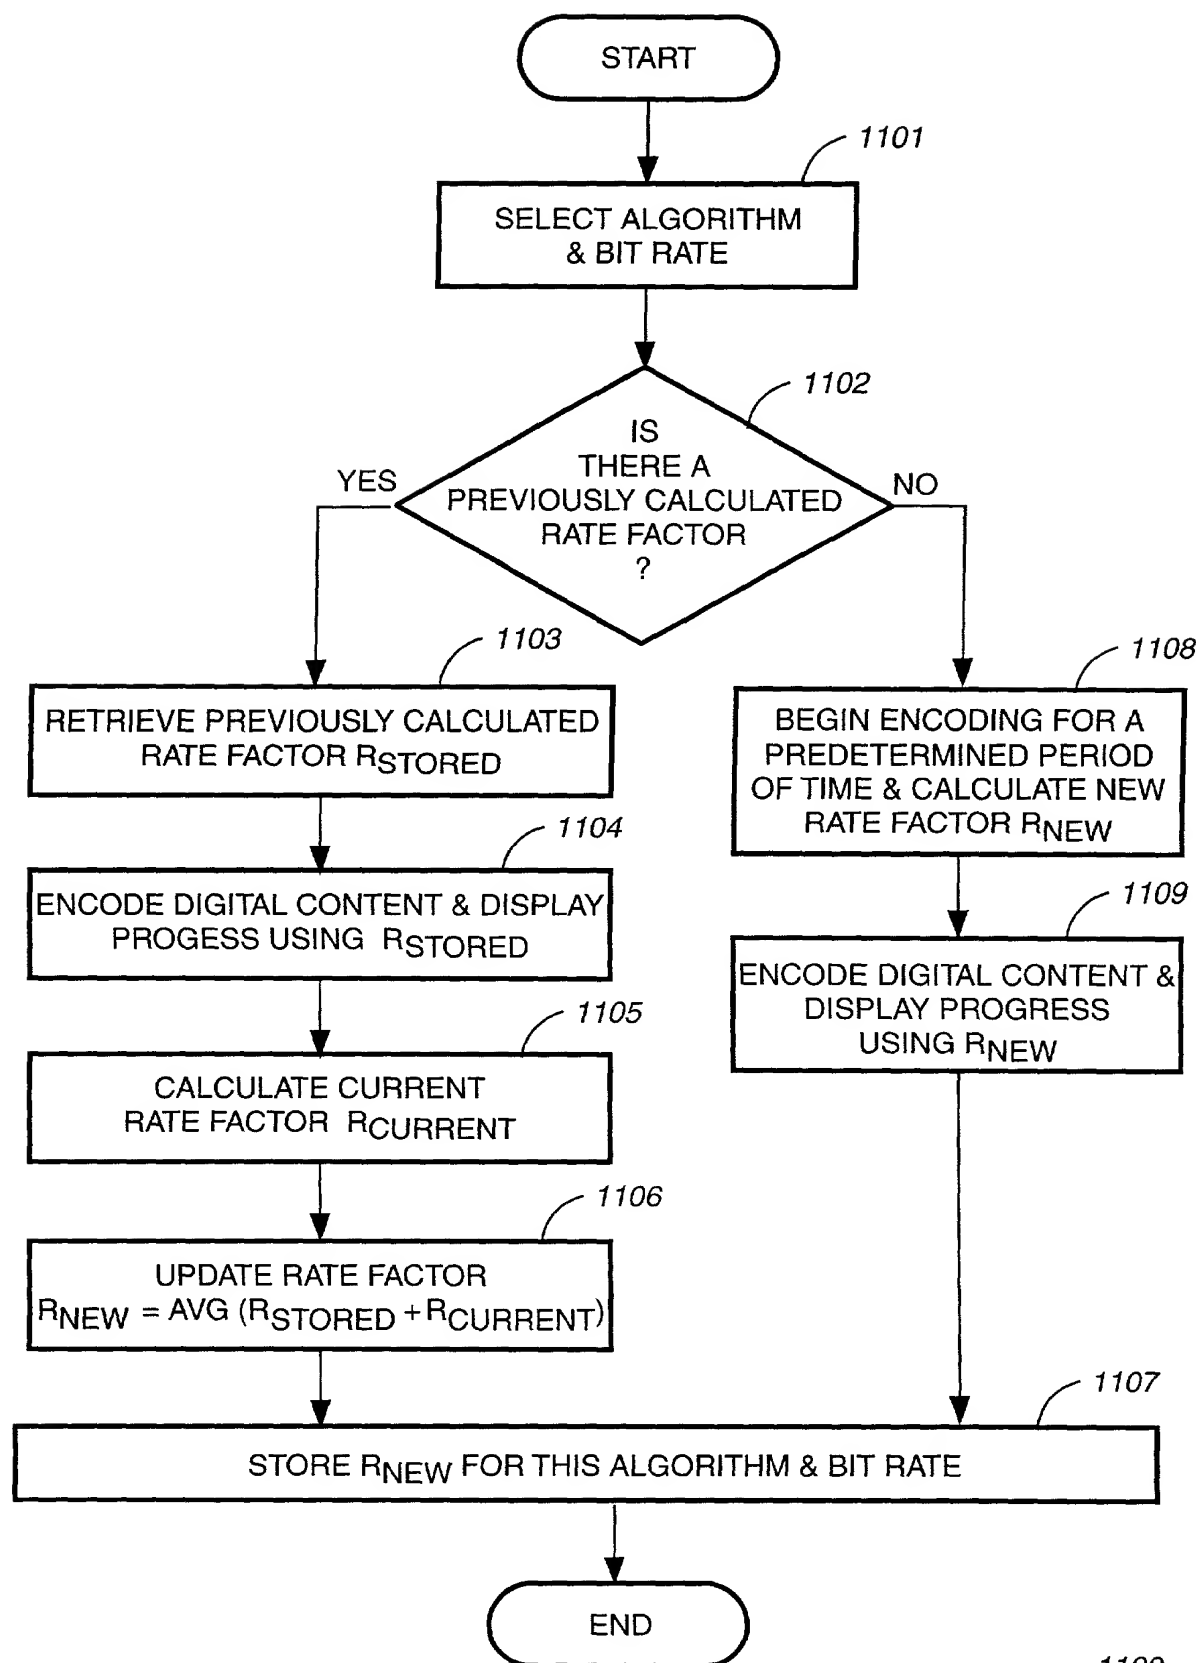 START
1101
SELECT ALGORITHM
& BIT RATE
1102
IS
THERE A
PREVIOUSLY CALCULATED
RATE FACTOR
?
YES
NO
1103
RETRIEVE PREVIOUSLY CALCULATED
RATE FACTOR RSTORED
1104
ENCODE DIGITAL CONTENT & DISPLAY
PROGESS USING RSTORED
1105
CALCULATE CURRENT
RATE FACTOR RCURRENT
1106
UPDATE RATE FACTOR
RNEW = AVG (RSTORED + RCURRENT)
1108
BEGIN ENCODING FOR A
PREDETERMINED PERIOD
OF TIME & CALCULATE NEW
RATE FACTOR RNEW
1109
ENCODE DIGITAL CONTENT &
DISPLAY PROGRESS
USING RNEW
1107
STORE RNEW FOR THIS ALGORITHM & BIT RATE
END